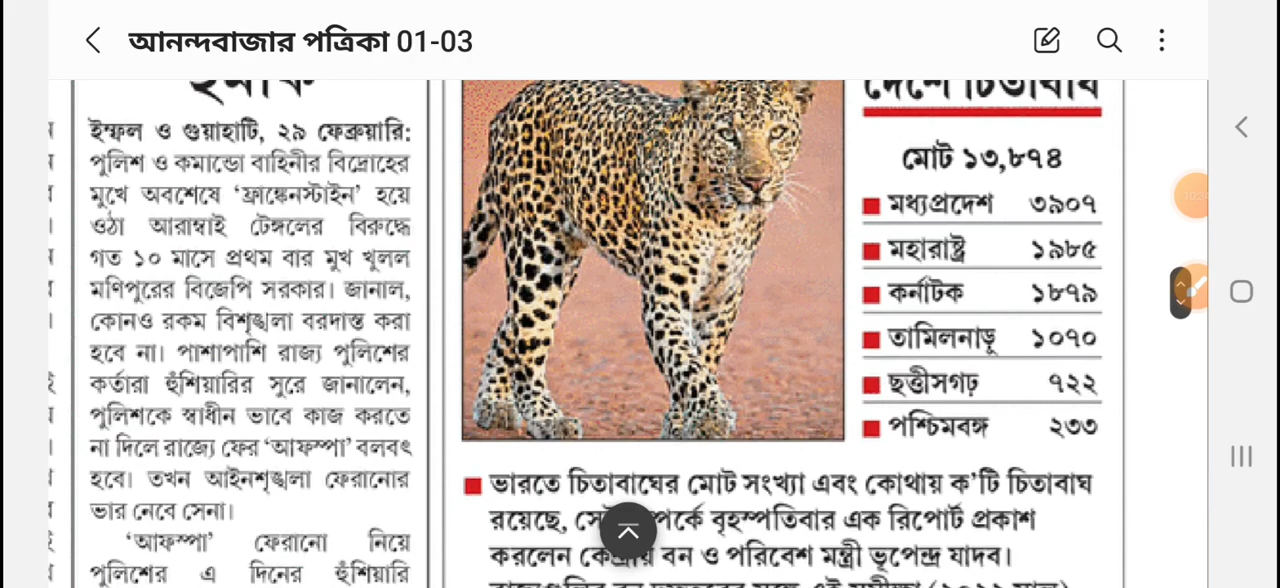 আনন্দবাজার পত্রিকা 01-03
ইম্ফল ও গুয়াহাটি, ২৯ ফেব্রুয়ারি:
পুলিশ ও কমান্ডো বাহিনীর বিদ্রোহের
মুখে অবশেষে ‘ফ্রাঙ্কেনস্টাইন’ হয়ে
ওঠা আরাম্বাই টেঙ্গলের বিরুদ্ধে
গত ১০ মাসে প্রথম বার মুখ খুলল
মণিপুরের বিজেপি সরকার। জানাল,
কোনও রকম বিশৃঙ্খলা বরদাস্ত করা
হবে না। পাশাপাশি রাজ্য পুলিশের
কর্তারা হুঁশিয়ারির সুরে জানালেন,
পুলিশকে স্বাধীন ভাবে কাজ করতে
না দিলে রাজ্যে ফের ‘আফস্পা’ বলবৎ
হবে। তখন আইনশৃঙ্খলা ফেরানোর
ভার নেবে সেনা।
‘আফস্পা’ ফেরানো নিয়ে
পুলিশের এ দিনের হুঁশিয়ারি
দেশে চিতাবাঘ
মোট ১৩,৮৭৪
মধ্যপ্রদেশ ৩৯০৭
মহারাষ্ট্র ১৯৮৫
কর্নাটক ১৮৭৯
তামিলনাড়ু ১০৭০
ছত্তীসগঢ় ৭২২
পশ্চিমবঙ্গ ২৩৩
ভারতে চিতাবাঘের মোট সংখ্যা এবং কোথায় ক’টি চিতাবাঘ
রয়েছে, বৃহস্পতিবার এক রিপোর্ট প্রকাশ
করলেন বন ও পরিবেশ মন্ত্রী ভূপেন্দ্র যাদব।